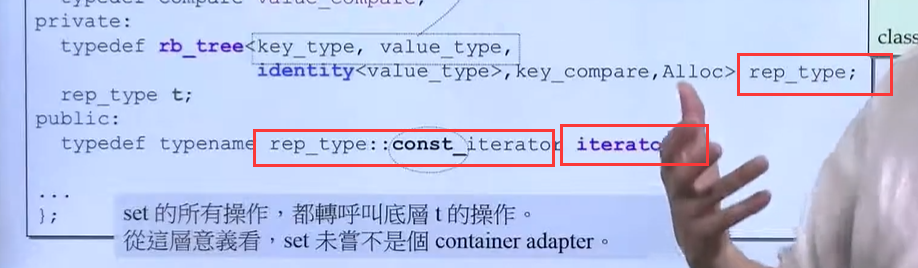 typedef compare value_compare;
private:
typedef rb_tree<key_type, value_type,
identity<value_type>,key_compare,Alloc> rep_type;
class
rep_type t;
public:
typedef typename rep_type::const_iterator
...
};
set 的所有操作，都轉呼叫底層 t 的操作。
從這層意義看，set 未嘗不是個 container adapter。